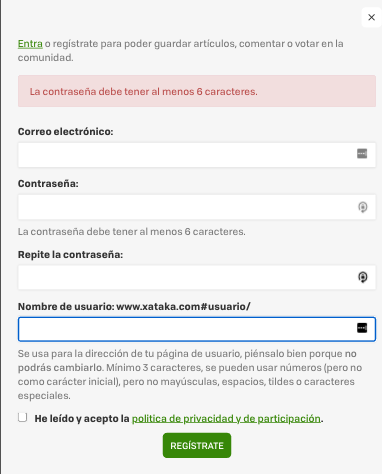 ×
Entra o regístrate para poder guardar artículos, comentar o votar en la
comunidad.
La contraseña debe tener al menos 6 caracteres.
Correo electrónico:
Contraseña:
La contraseña debe tener al menos 6 caracteres.
Repite la contraseña:
Nombre de usuario: www.xataka.com#usuario/
Se usa para la dirección de tu página de usuario, piénsalo bien porque no
podrás cambiarlo. Mínimo 3 caracteres, se pueden usar números (pero no
como carácter inicial), pero no mayúsculas, espacios, tildes o caracteres
especiales.
He leído y acepto la politica de privacidad y de participación.
REGÍSTRATE